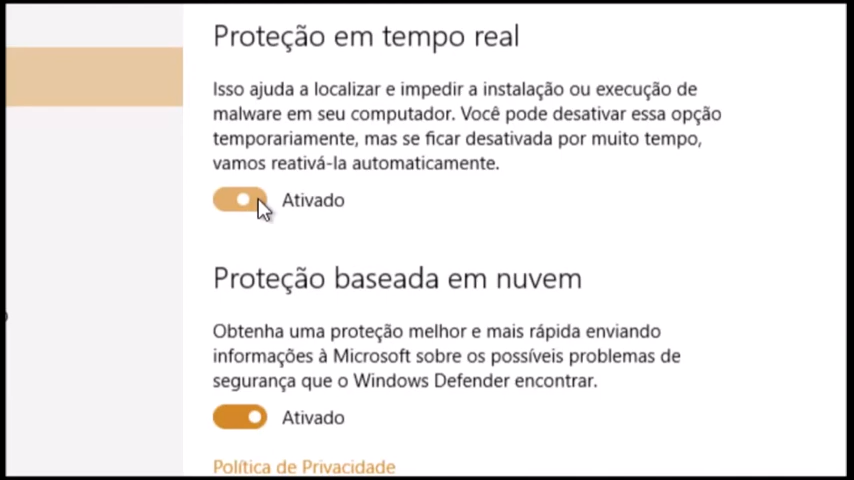 Proteção em tempo real
Isso ajuda a localizar e impedir a instalação ou execução de
malware em seu computador. Você pode desativar essa opção
temporariamente, mas se ficar desativada por muito tempo,
vamos reativá-la automaticamente.
Ativado
Proteção baseada em nuvem
Obtenha uma proteção melhor e mais rápida enviando
informações à Microsoft sobre os possíveis problemas de
segurança que o Windows Defender encontrar.
Ativado
Política de Privacidade